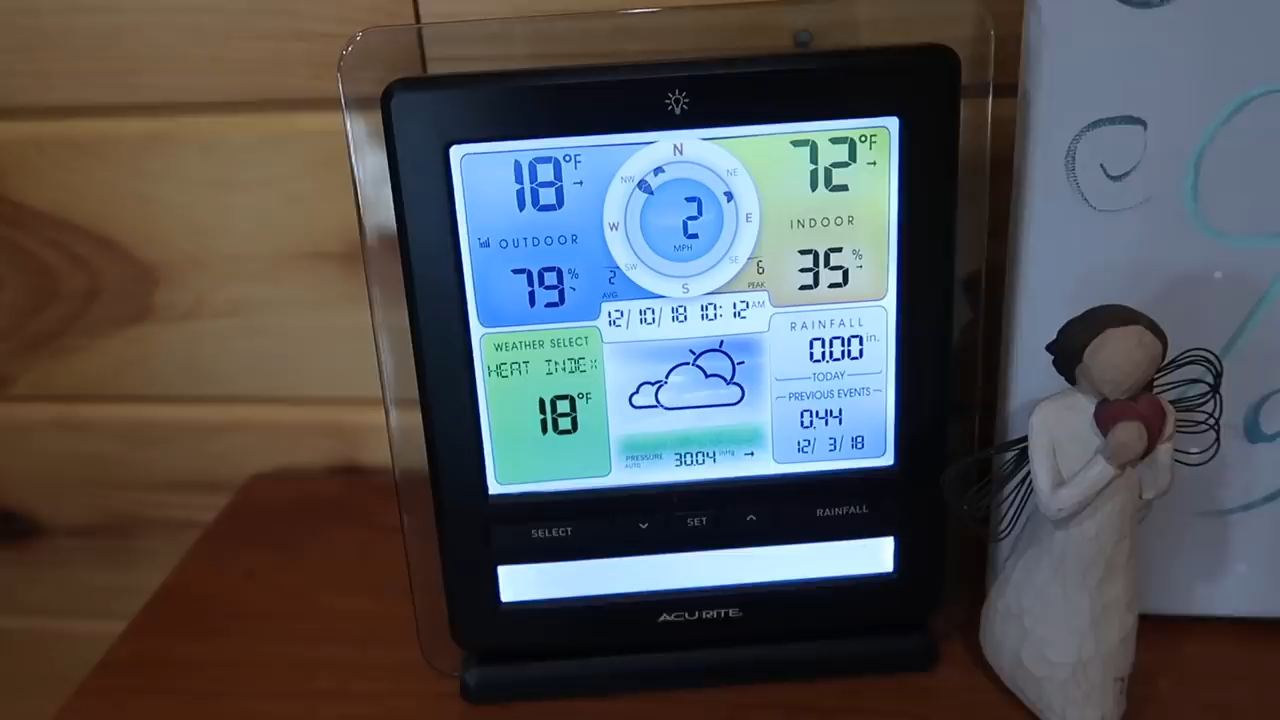 18°F
OUTDOOR
79%
N
NE
E
SE
S
SW
W
NW
2
MPH
2
AVG.
6
PEAK
72°F
INDOOR
35%
12/10/18 10:12 AM
WEATHER SELECT
HEAT INDEX
18°F
PRESSURE
AUTO
30.04 inHg
RAINFALL
0.00 in.
TODAY
PREVIOUS EVENTS
0.44
12/ 3/18
SELECT
SET
RAINFALL
ACURITE